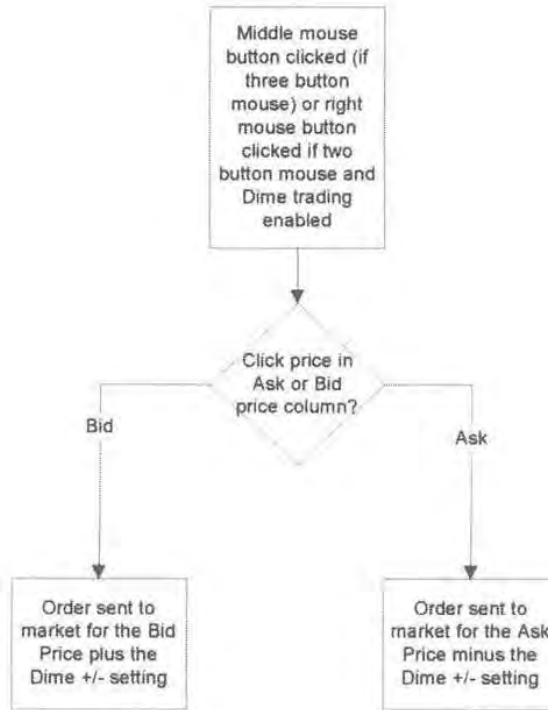 Middle mouse
button clicked (if
three button
mouse) or right
mouse button
clicked if two
button mouse and
Dime trading
enabled
Click price in
Ask or Bid
price column?
Bid
Ask
Order sent to
market for the Bid
Price plus the
Dime +/- setting
Order sent to
market for the Ask
Price minus the
Dime +/- setting